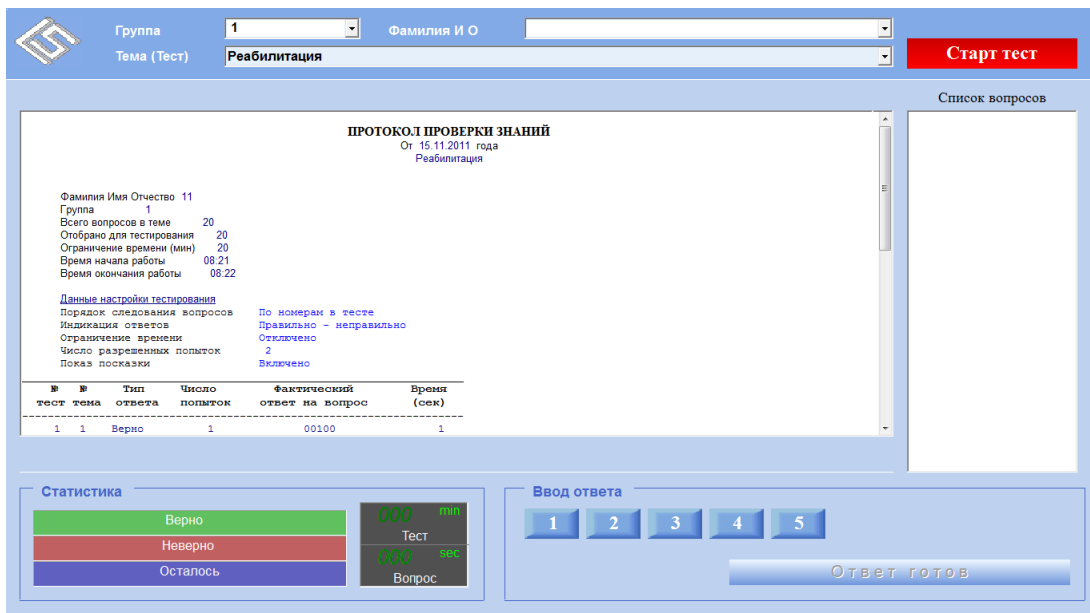 Группа 1 Фамилия И О
Тема (Тест) Реабилитация
Старт тест
Список вопросов
ПРОТОКОЛ ПРОВЕРКИ ЗНАНИЙ
От 15.11.2011 года
Реабилитация
Фамилия Имя Отчество 11
Группа 1
Всего вопросов в теме 20
Отобрано для тестирования 20
Ограничение времени (мин) 20
Время начала работы 08:21
Время окончания работы 08:22
Данные настройки тестирования
Порядок следования вопросов По номерам в тесте
Индикация ответов Правильно - неправильно
Ограничение времени Отключено
Число разрешенных попыток 2
Показ посказки Включено
№ № Тип Число Фактический Время
тест тема ответа попыток ответ на вопрос (сек)
1 1 Верно 1 00100 1
Статистика
Верно
Неверно
Осталось
000 min
Тест
000 sec
Вопрос
Ввод ответа
1 2 3 4 5
Ответ готов